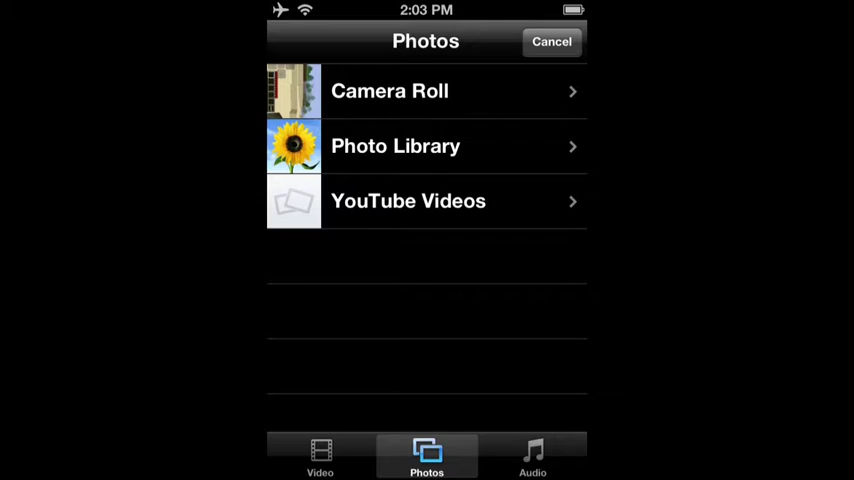 2:03 PM
Photos
Cancel
Camera Roll
Photo Library
YouTube Videos
Video
Photos
Audio